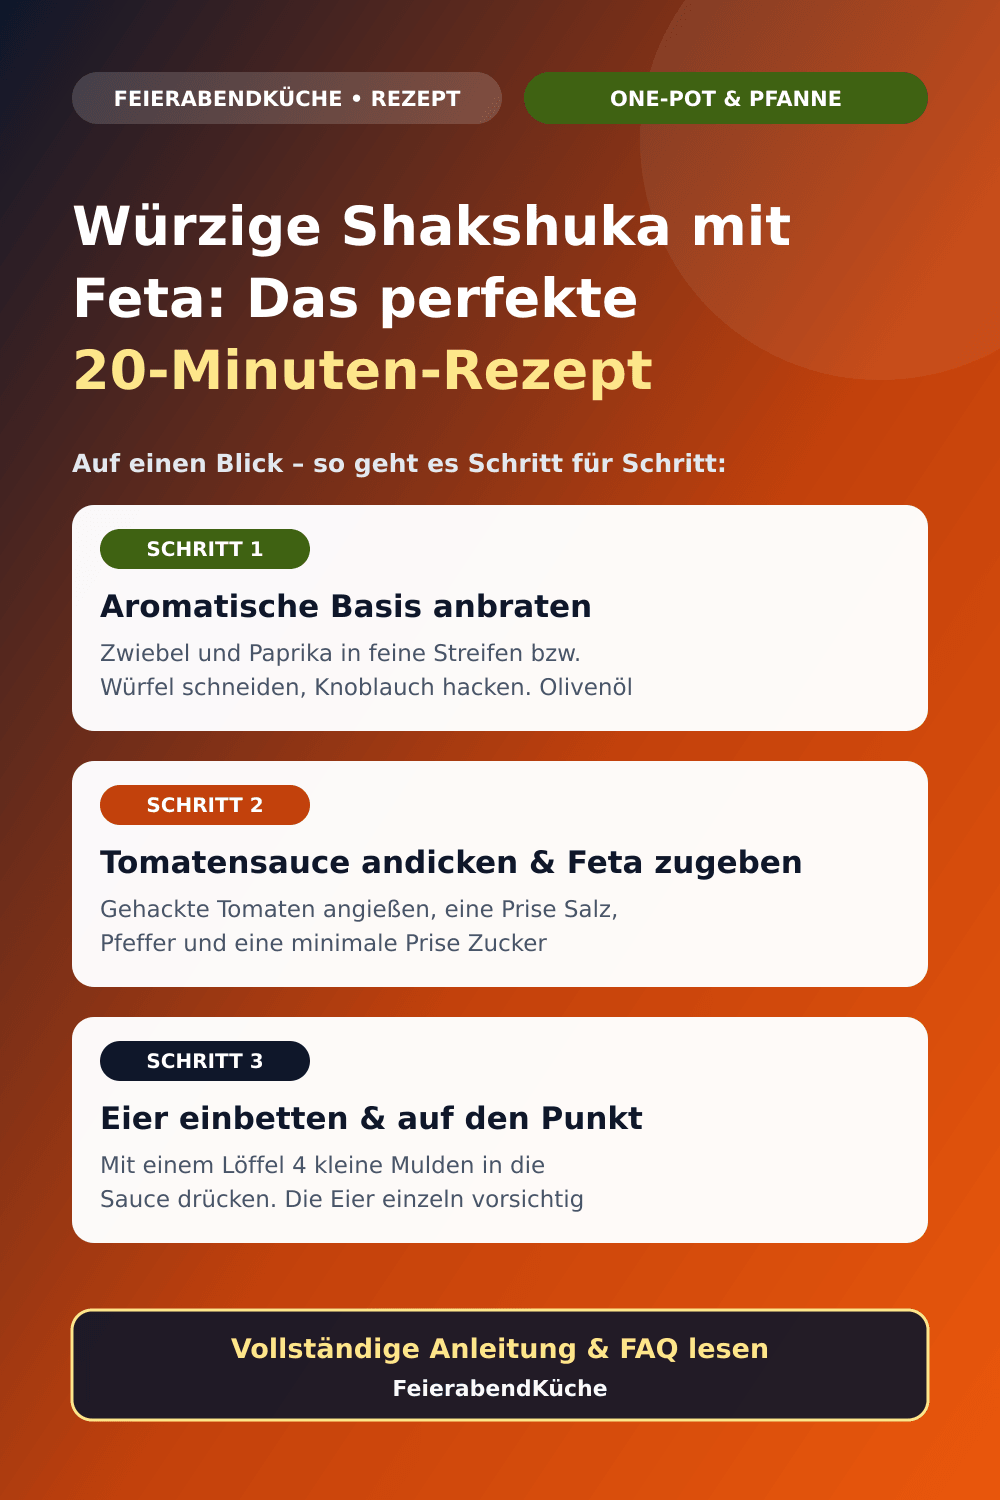 FEIERABENDKÜCHE • REZEPT
ONE-POT & PFANNE
Würzige Shakshuka mit
Feta: Das perfekte
20-Minuten-Rezept
Auf einen Blick – so geht es Schritt für Schritt:
SCHRITT 1
Aromatische Basis anbraten
Zwiebel und Paprika in feine Streifen bzw.
Würfel schneiden, Knoblauch hacken. Olivenöl
SCHRITT 2
Tomatensauce andicken & Feta zugeben
Gehackte Tomaten angießen, eine Prise Salz,
Pfeffer und eine minimale Prise Zucker
SCHRITT 3
Eier einbetten & auf den Punkt
Mit einem Löffel 4 kleine Mulden in die
Sauce drücken. Die Eier einzeln vorsichtig
Vollständige Anleitung & FAQ lesen
FeierabendKüche